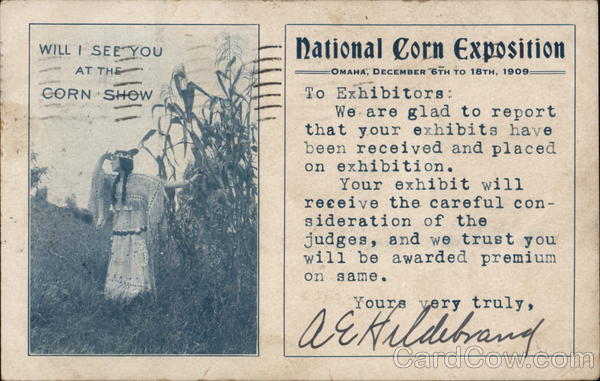 WILL I SEE YOU
AT THE
CORN SHOW
National Corn Exposition
OMAHA, DECEMBER 6TH TO 18TH, 1909
To Exhibitors:
We are glad to report
that your exhibits have
been received and placed
on exhibition.
Your exhibit will
receive the careful con-
sideration of the
judges, and we trust you
will be awarded premium
on same.
Yours very truly,
A E Hildebrand
CardCow.com